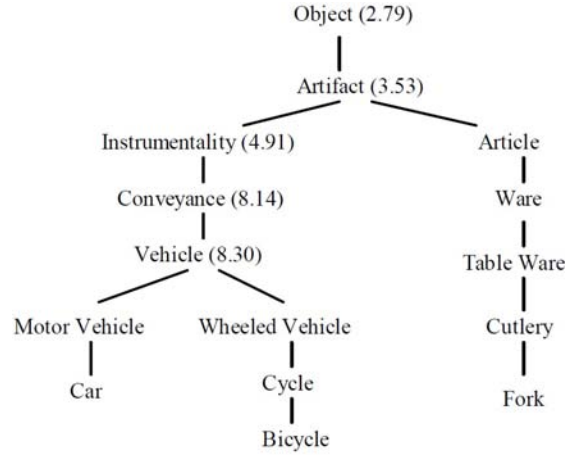 Object (2.79)
Artifact (3.53)
Instrumentality (4.91) Article
Conveyance (8.14) Ware
Vehicle (8.30) Table Ware
Motor Vehicle Wheeled Vehicle Cutlery
Car Cycle Fork
Bicycle